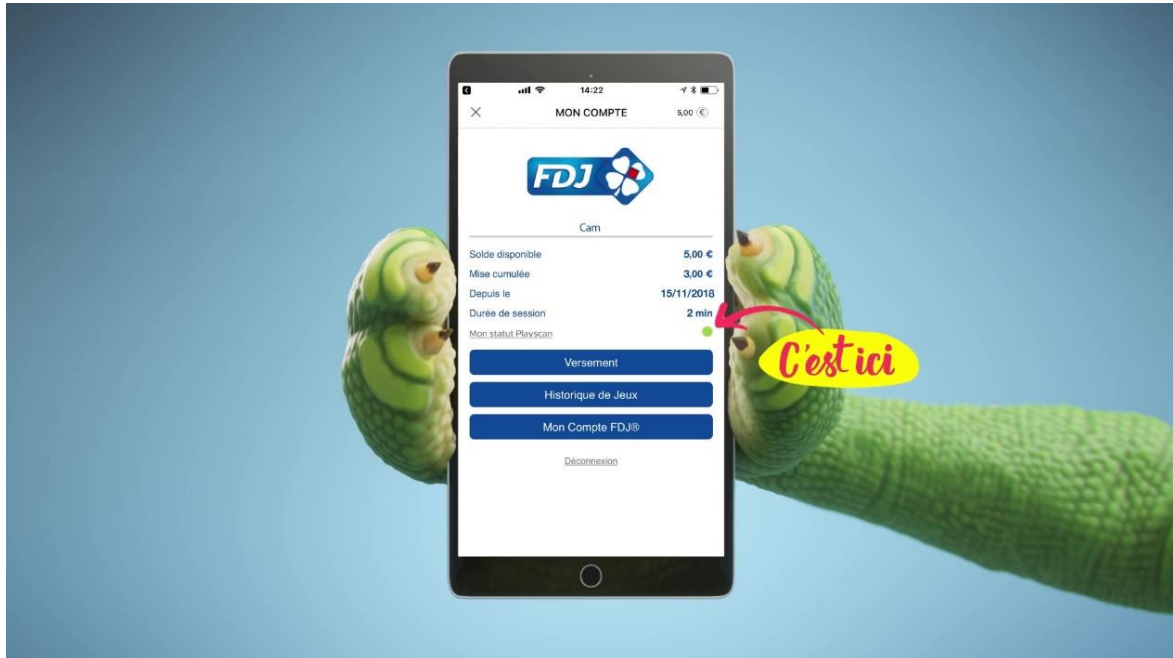 14:22
MON COMPTE 5,00 €
FDJ
Cam
Solde disponible 5,00 €
Mise cumulée 3,00 €
Depuis le 15/11/2018
Durée de session 2 min
Mon statut Playscan
C'est ici
Versement
Historique de Jeux
Mon Compte FDJ®
Déconnexion